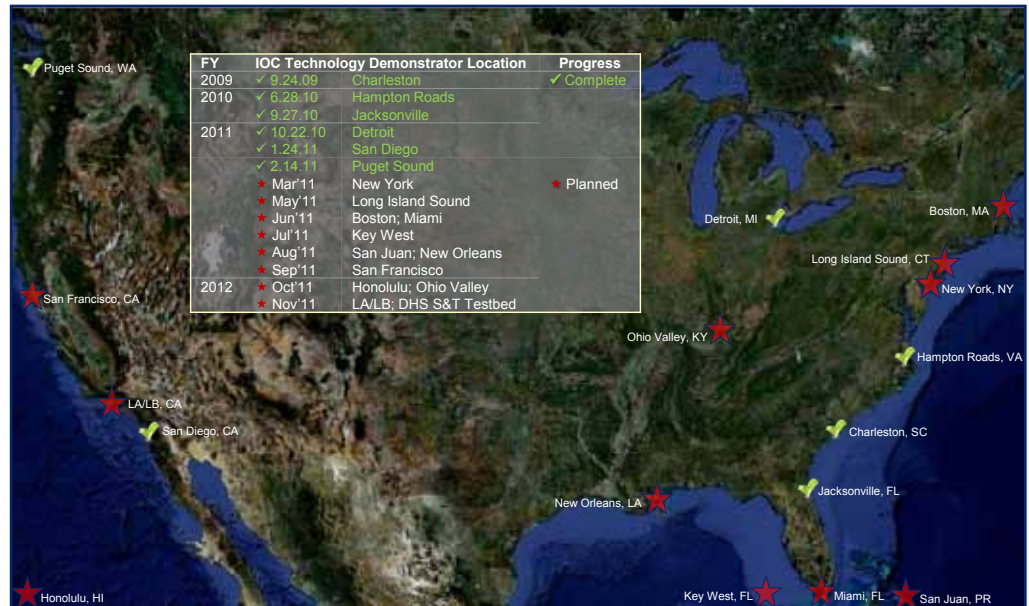 FY IOC Technology Demonstrator Location Progress
2009 ✓ 9.24.09 Charleston ✓ Complete
2010 ✓ 6.28.10 Hampton Roads
✓ 9.27.10 Jacksonville
2011 ✓ 10.22.10 Detroit
✓ 1.24.11 San Diego
✓ 2.14.11 Puget Sound
★ Mar'11 New York ★ Planned
★ May'11 Long Island Sound
★ Jun'11 Boston; Miami
★ Jul'11 Key West
★ Aug'11 San Juan; New Orleans
★ Sep'11 San Francisco
2012 ★ Oct'11 Honolulu; Ohio Valley
★ Nov'11 LA/LB; DHS S&T Testbed
Puget Sound, WA
Detroit, MI
Boston, MA
Long Island Sound, CT
New York, NY
San Francisco, CA
Ohio Valley, KY
Hampton Roads, VA
LA/LB, CA
San Diego, CA
Charleston, SC
Jacksonville, FL
New Orleans, LA
Honolulu, HI
Key West, FL
Miami, FL
San Juan, PR